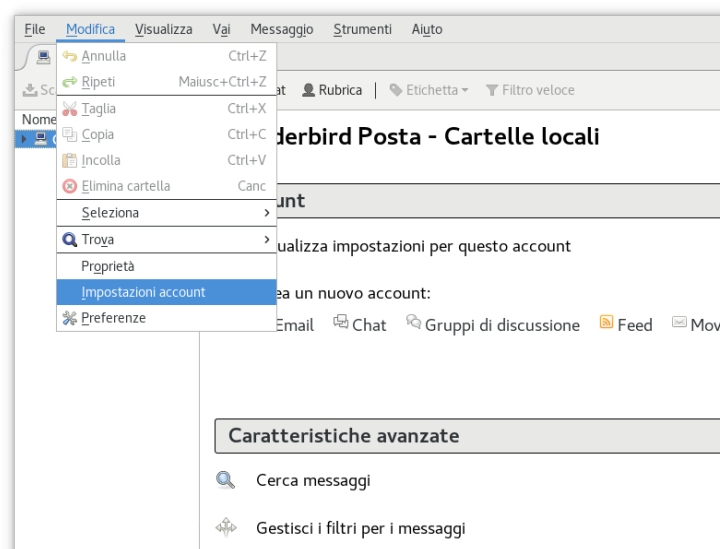 File Modifica Visualizza Vai Messaggio Strumenti Aiuto
Annulla Ctrl+Z
Ripeti Maiusc+Ctrl+Z
Rubrica Etichetta Filtro veloce
Taglia Ctrl+X
Nome
Copia Ctrl+C
derbird Posta - Cartelle locali
Incolla Ctrl+V
Elimina cartella Canc
Seleziona
unt
Trova
ualizza impostazioni per questo account
Proprietà
Impostazioni account
ea un nuovo account:
Preferenze
Email Chat Gruppi di discussione Feed Mov
Caratteristiche avanzate
Cerca messaggi
Gestisci i filtri per i messaggi